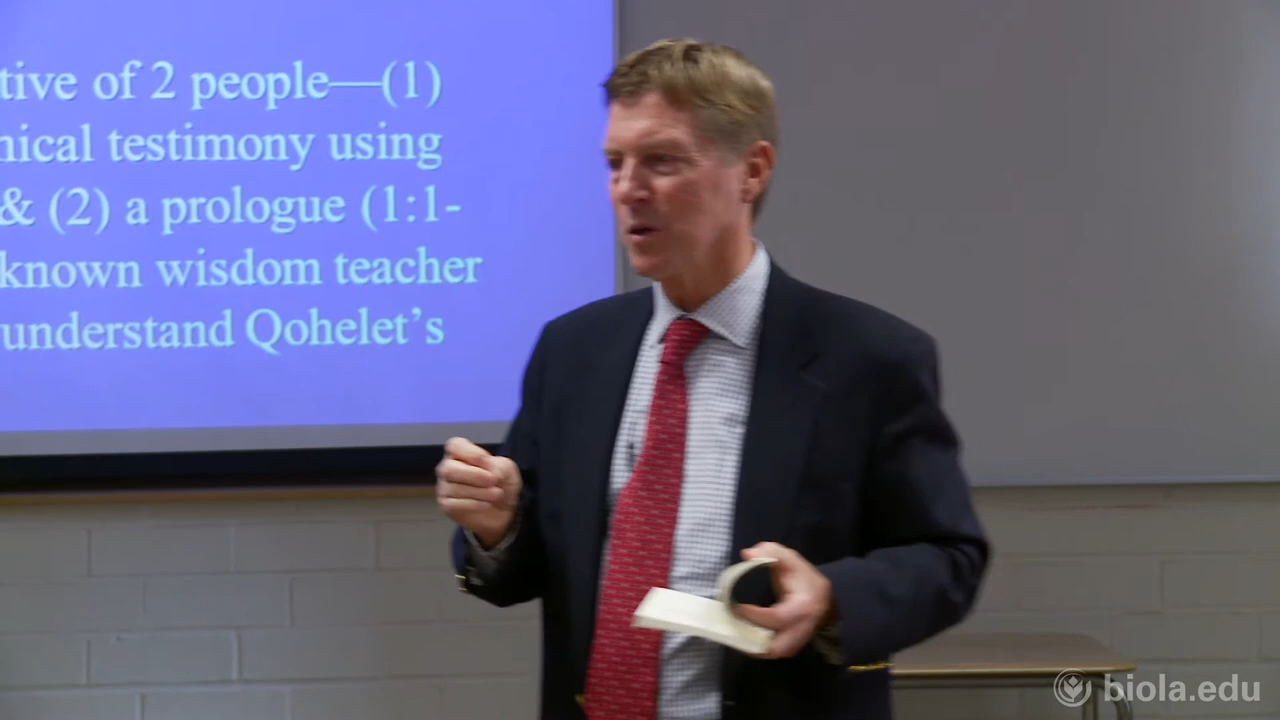 tive of 2 people—(1)
nical testimony using
& (2) a prologue (1:1-
known wisdom teacher
understand Qohelet's
biola.edu